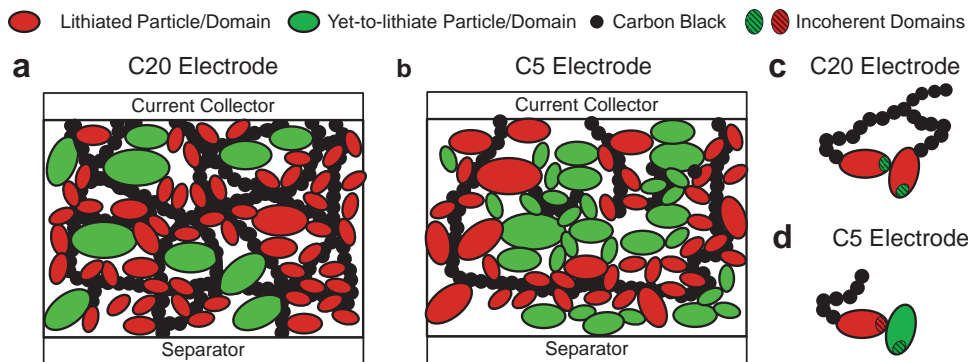 Lithiated Particle/Domain Yet-to-lithiate Particle/Domain Carbon Black Incoherent Domains
a C20 Electrode
Current Collector
Separator
b C5 Electrode
Current Collector
Separator
c C20 Electrode
d C5 Electrode